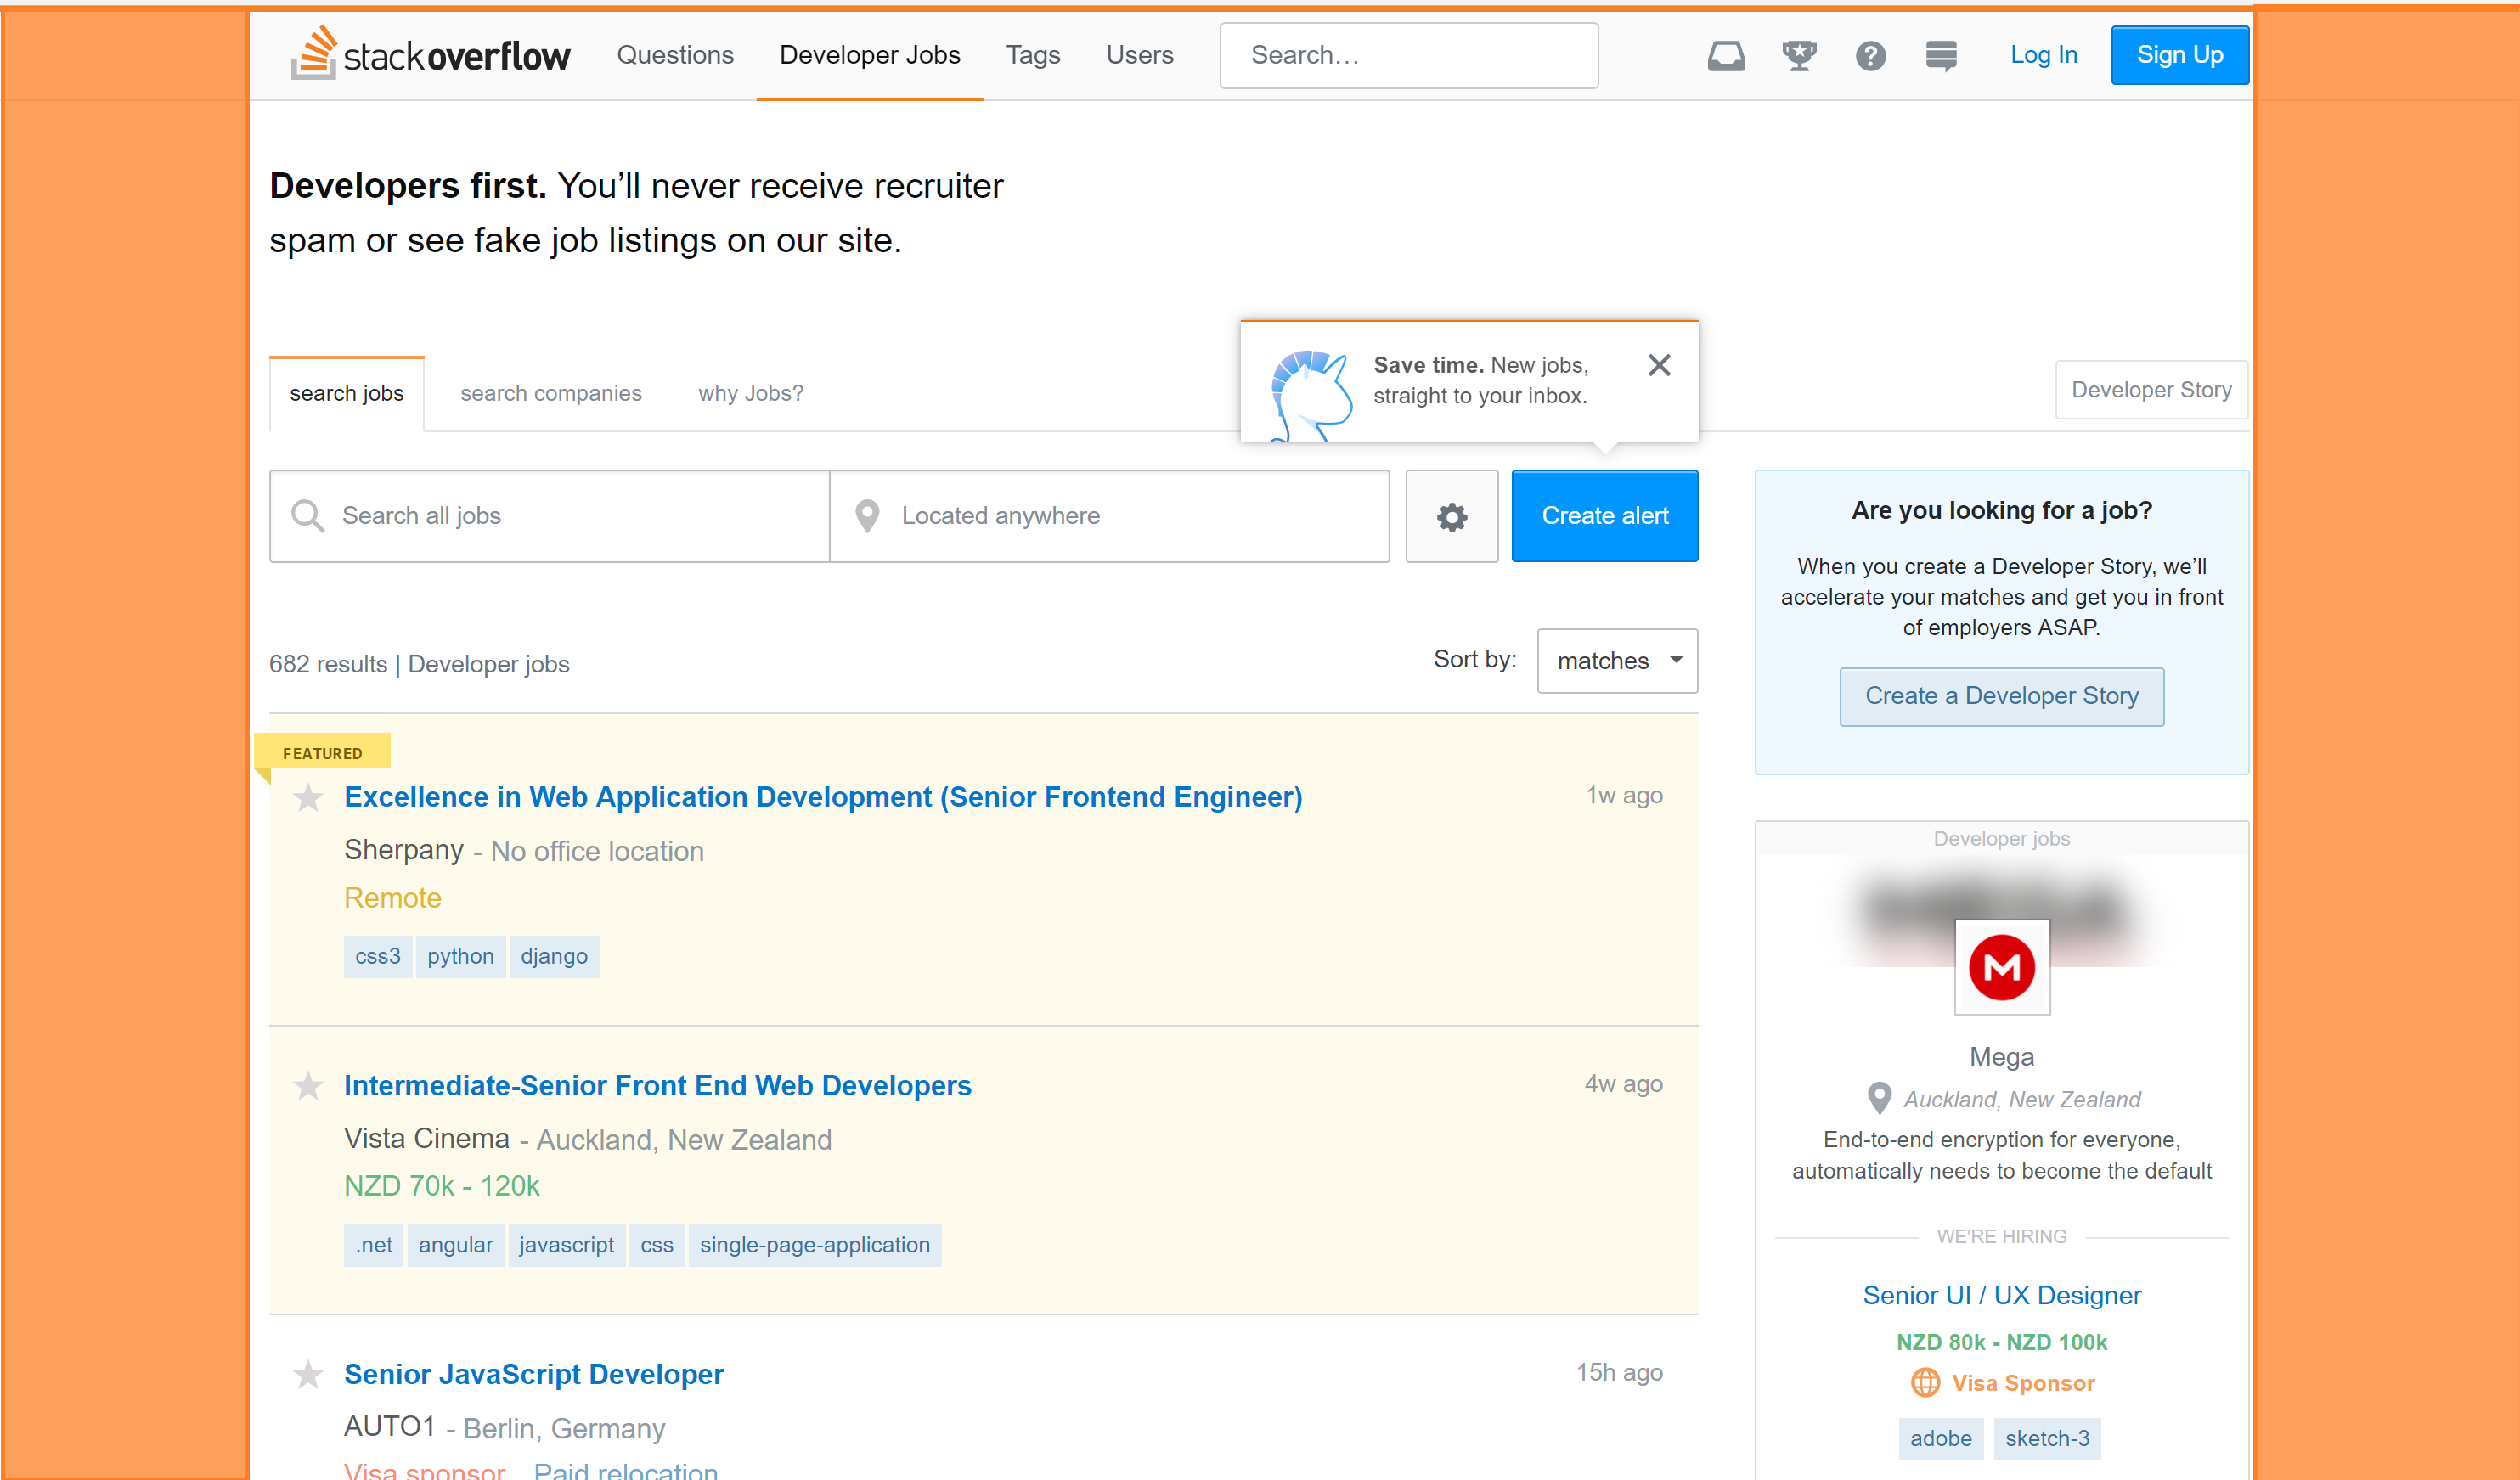 stackoverflow Questions Developer Jobs Tags Users Search... Log In Sign Up
Developers first. You’ll never receive recruiter
spam or see fake job listings on our site.
Save time. New jobs,
straight to your inbox.
search jobs search companies why Jobs? Developer Story
Search all jobs Located anywhere Create alert
682 results | Developer jobs Sort by: matches
FEATURED
Excellence in Web Application Development (Senior Frontend Engineer) 1w ago
Sherpany - No office location
Remote
css3 python django
Intermediate-Senior Front End Web Developers 4w ago
Vista Cinema - Auckland, New Zealand
NZD 70k - 120k
.net angular javascript css single-page-application
Senior JavaScript Developer 15h ago
AUTO1 - Berlin, Germany
Visa sponsor Paid relocation
Are you looking for a job?
When you create a Developer Story, we’ll
accelerate your matches and get you in front
of employers ASAP.
Create a Developer Story
Developer jobs
M
Mega
Auckland, New Zealand
End-to-end encryption for everyone,
automatically needs to become the default
WE'RE HIRING
Senior UI / UX Designer
NZD 80k - NZD 100k
Visa Sponsor
adobe sketch-3